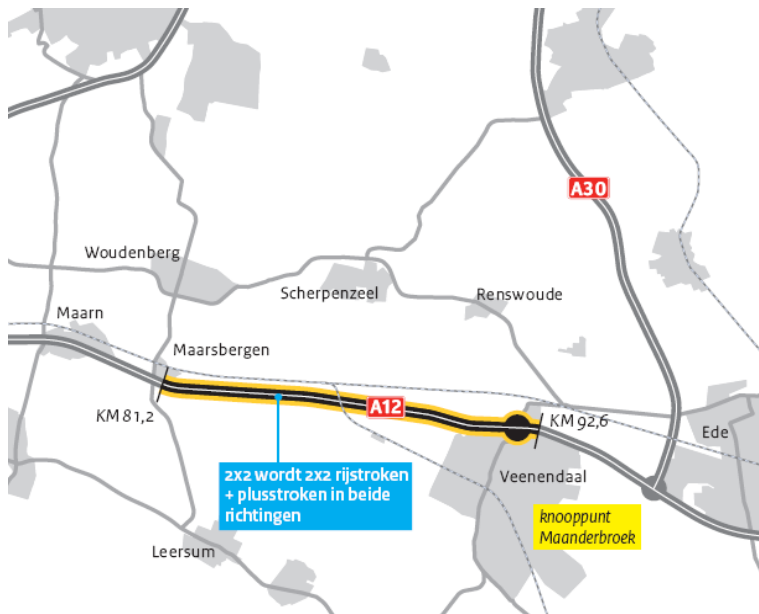 A30
Woudenberg
Scherpenzeel
Renswoude
Maarn
Maarsbergen
A12
KM 81,2
KM 92,6
Ede
2x2 wordt 2x2 rijstroken
+ plusstroken in beide
richtingen
Veenendaal
knooppunt
Maanderbroek
Leersum